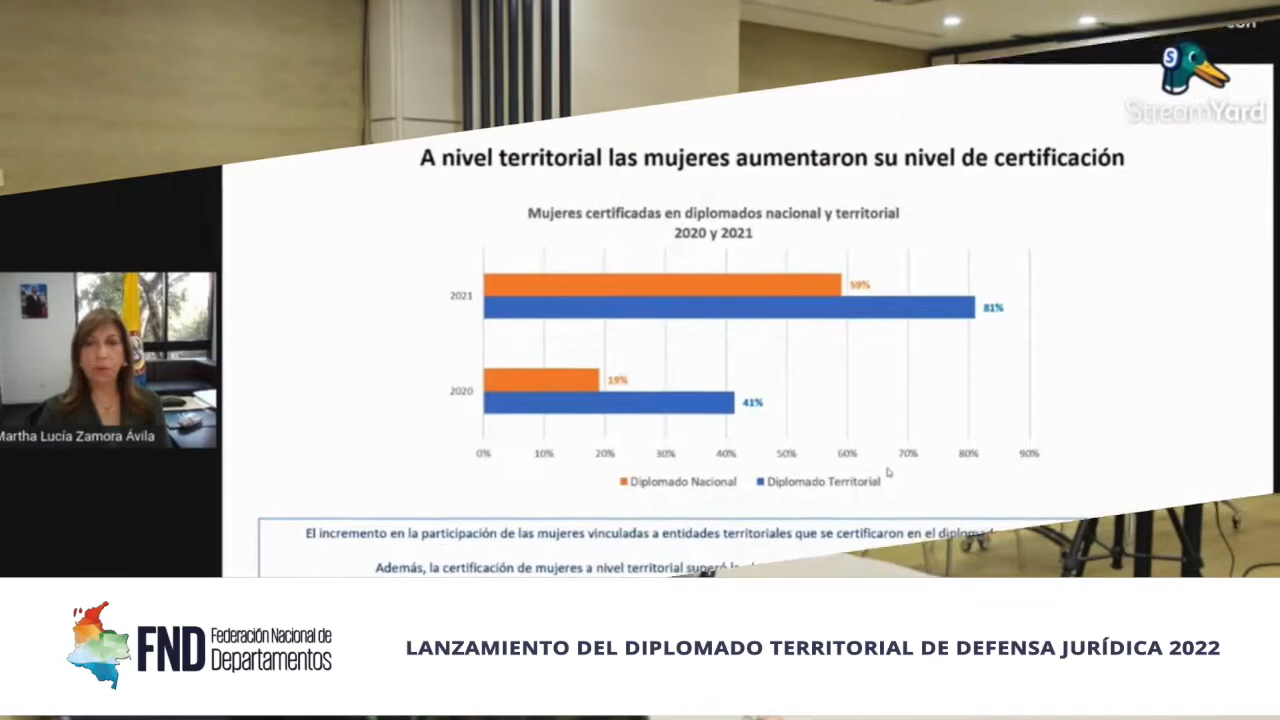 StreamYard
A nivel territorial las mujeres aumentaron su nivel de certificación
Mujeres certificadas en diplomados nacional y territorial
2020 y 2021
2021
59%
81%
2020
19%
41%
0% 10% 20% 30% 40% 50% 60% 70% 80% 90%
Diplomado Nacional Diplomado Territorial
Martha Lucía Zamora Ávila
El incremento en la participación de las mujeres vinculadas a entidades territoriales que se certificaron en el
Además, la certificación de mujeres a nivel territorial superó
FND Federación Nacional de
Departamentos
LANZAMIENTO DEL DIPLOMADO TERRITORIAL DE DEFENSA JURÍDICA 2022